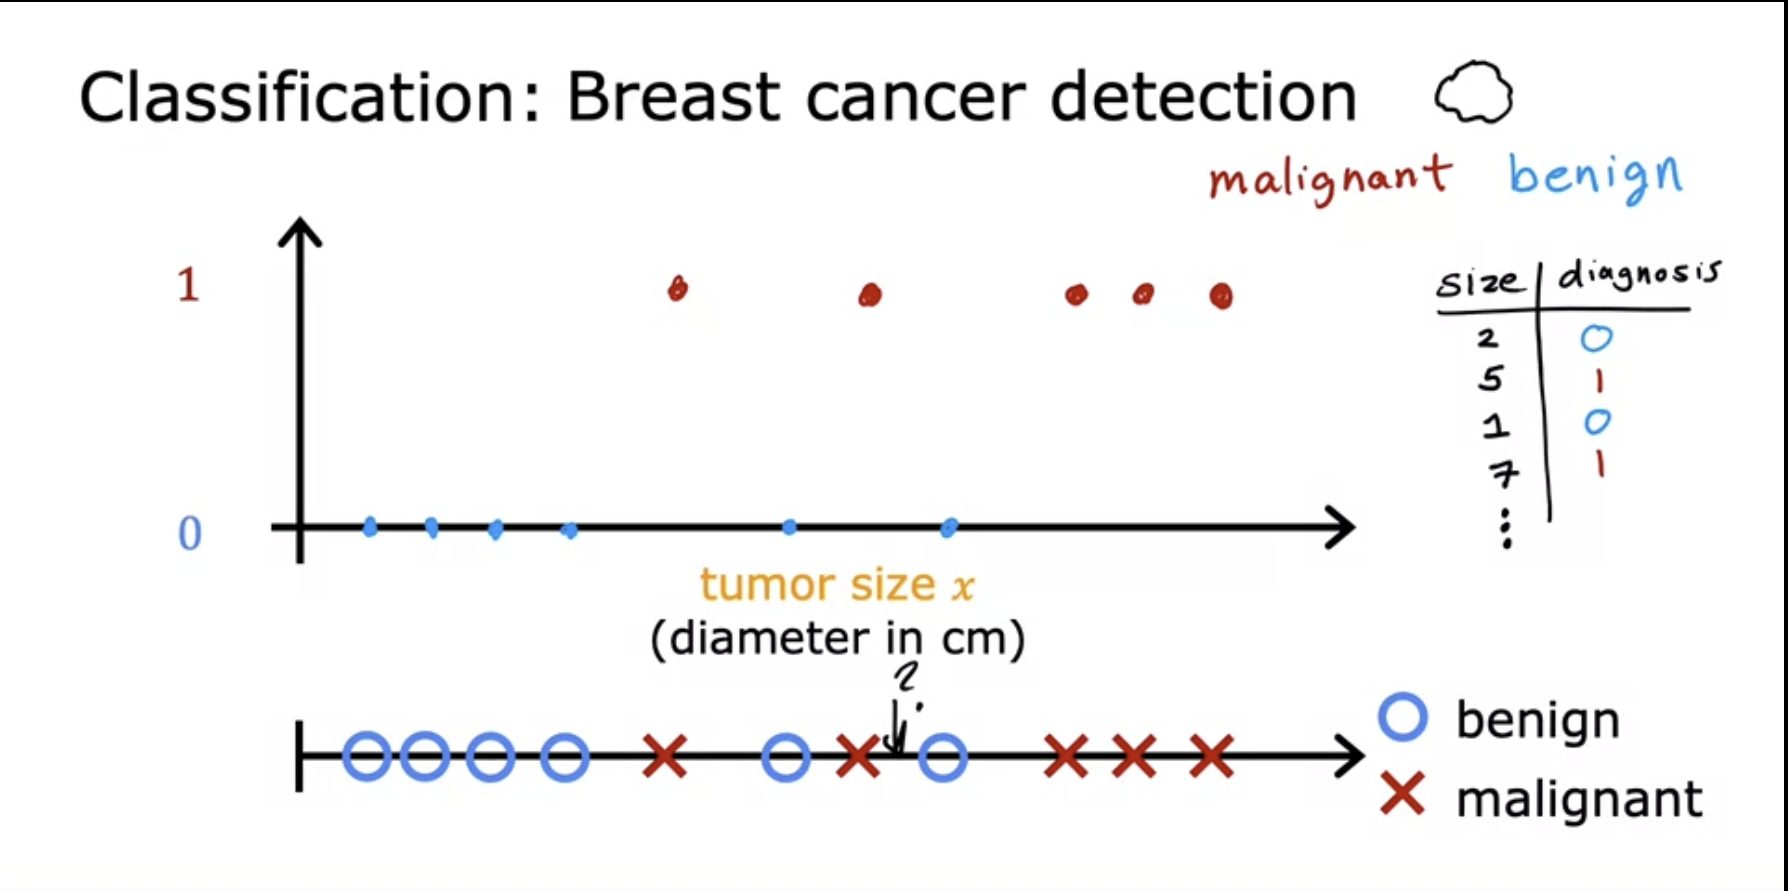 Classification: Breast cancer detection
malignant benign
1
size diagnosis
2 0
5 1
1 0
7 1
0
tumor size x
(diameter in cm)
?
benign
malignant